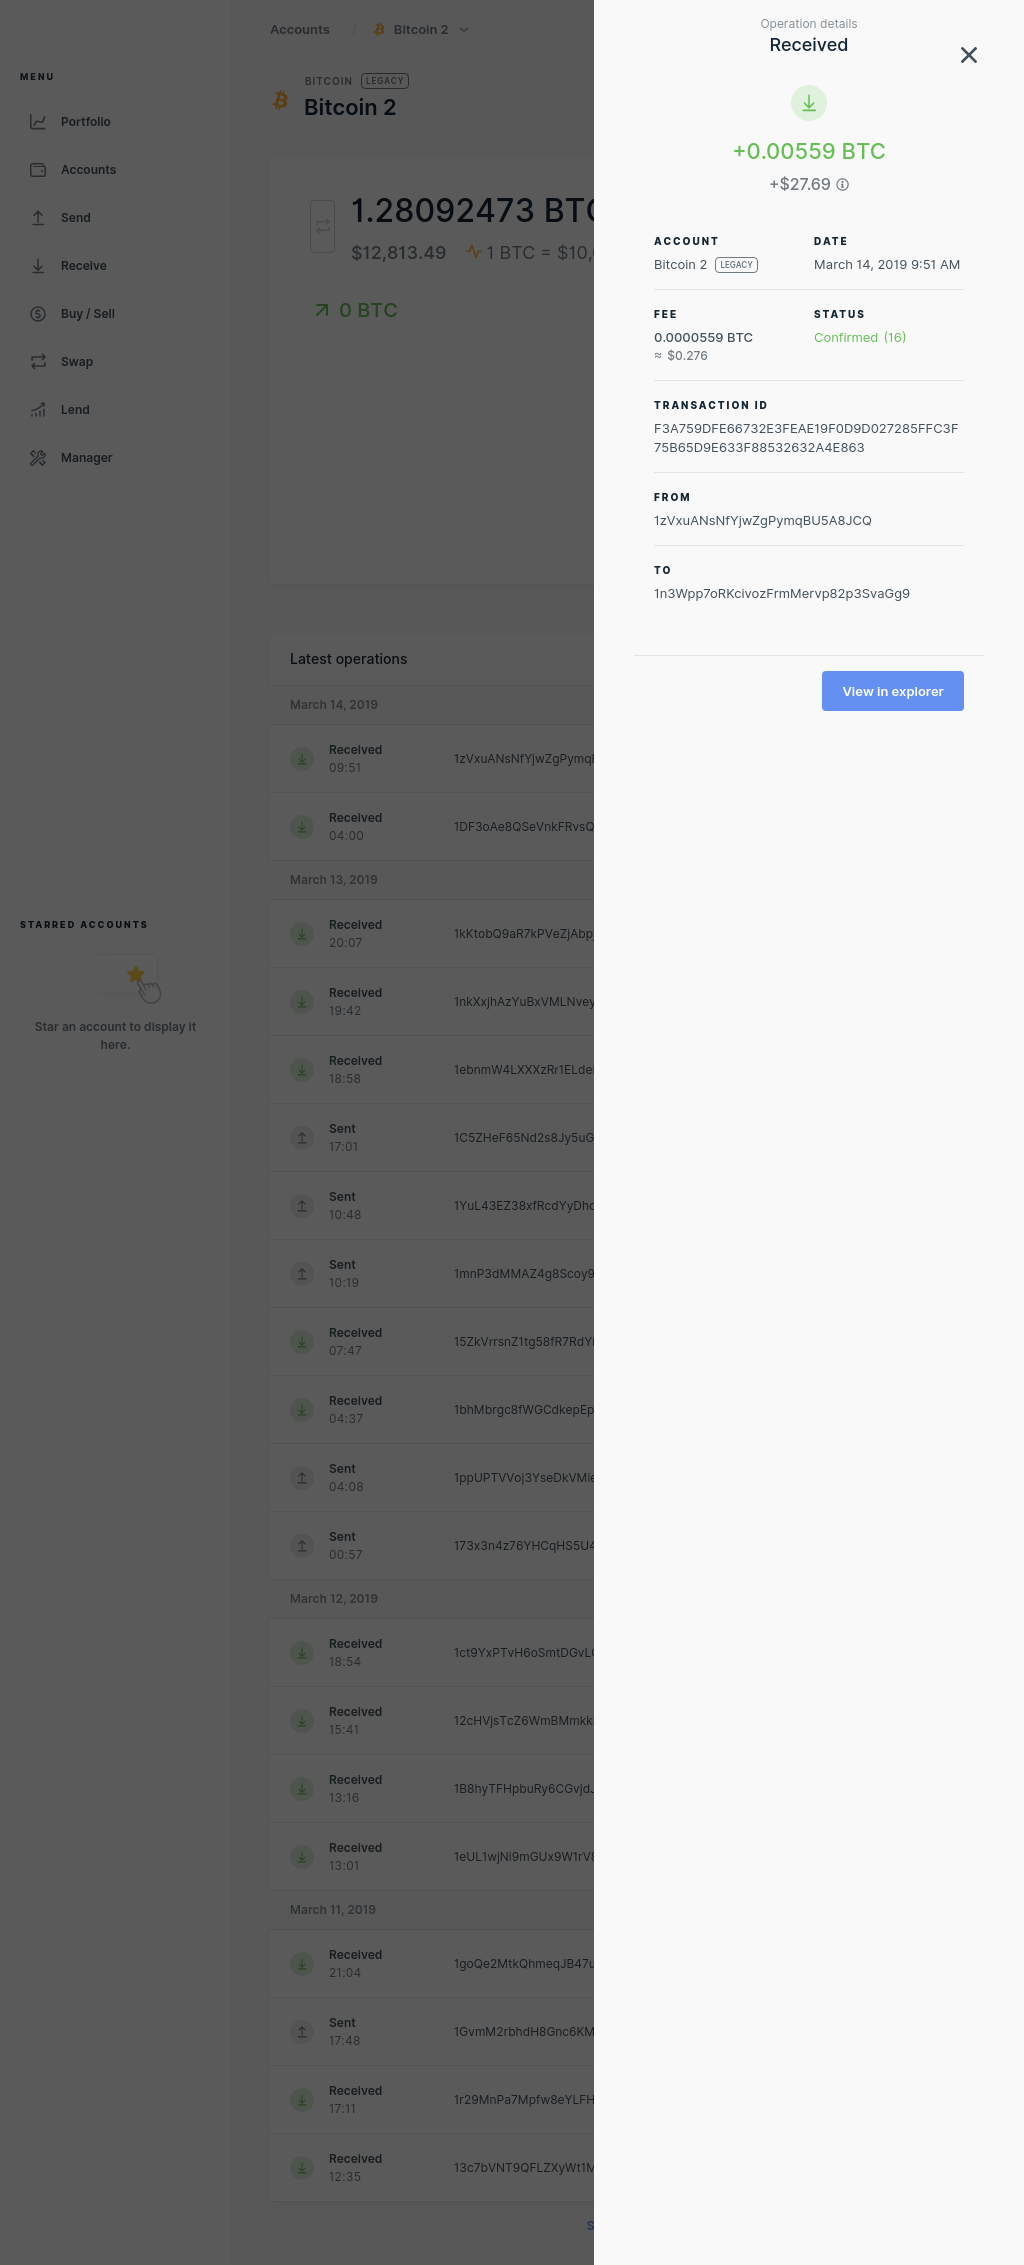 MENU
Portfolio
Accounts
Send
Receive
Buy / Sell
Swap
Lend
Manager
STARRED ACCOUNTS
Star an account to display it
here.
Accounts / Bitcoin 2
BITCOIN LEGACY
Bitcoin 2
1.28092473 BTC
$12,813.49 1 BTC = $10,
0 BTC
Latest operations
March 14, 2019
Received
09:51
1zVxuANsNfYjwZgPymq
Received
04:00
1DF3oAe8QSeVnkFRvsQ
March 13, 2019
Received
20:07
1kKtobQ9aR7kPVeZjAbp
Received
19:42
1nkXxjhAzYuBxVMLNvey
Received
18:58
1ebnmW4LXXXzRr1ELde
Sent
17:01
1C5ZHeF65Nd2s8Jy5uG
Sent
10:48
1YuL43EZ38xfRcdYyDh
Sent
10:19
1mnP3dMMAZ4g8Scoy9
Received
07:47
15ZkVrrsnZ1tg58fR7RdY
Received
04:37
1bhMbrgc8fWGCdkepEp
Sent
04:08
1ppUPTVVoj3YseDkVMie
Sent
00:57
173x3n4z76YHCqHS5U4
March 12, 2019
Received
18:54
1ct9YxPTvH6oSmtDGvL
Received
15:41
12cHVjsTcZ6WmBMmkk
Received
13:16
1B8hyTFHpbuRy6CGvjd
Received
13:01
1eUL1wjNi9mGUx9W1rV8
March 11, 2019
Received
21:04
1goQe2MtkQhmeqJB47u
Sent
17:48
1GvmM2rbhdH8Gnc6KM
Received
17:11
1r29MnPa7Mpfw8eYLFH
Received
12:35
13c7bVNT9QFLZXyWt1M
S
Operation details
Received
+0.00559 BTC
+$27.69
ACCOUNT
Bitcoin 2 LEGACY
DATE
March 14, 2019 9:51 AM
FEE
0.0000559 BTC
≈ $0.276
STATUS
Confirmed (16)
TRANSACTION ID
F3A759DFE66732E3FEAE19F0D9D027285FFC3F
75B65D9E633F88532632A4E863
FROM
1zVxuANsNfYjwZgPymqBU5A8JCQ
TO
1n3Wpp7oRKcivozFrmMervp82p3SvaGg9
View in explorer